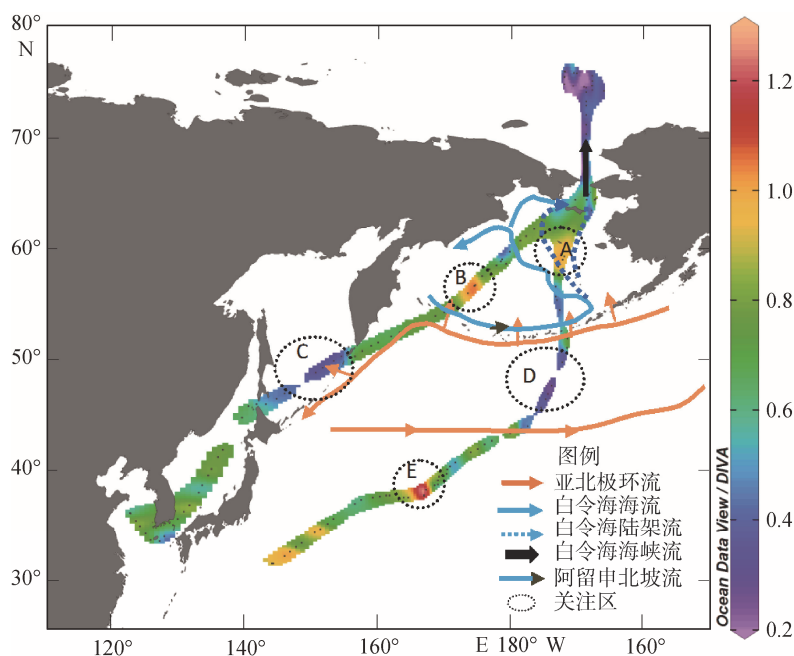 80°
N
70°
60°
50°
40°
30°
A
B
C
D
E
图例
亚北极环流
白令海海流
白令海陆架流
白令海海峡流
阿留申北坡流
关注区
120°
140°
160°
E 180° W
160°
1.2
1.0
0.8
0.6
0.4
0.2
Ocean Data View / DIVA